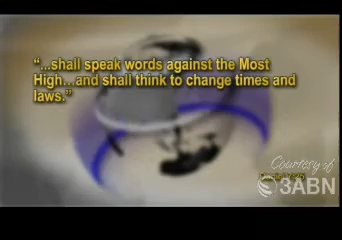 “...shall speak words against the Most
High...and shall think to change times and
laws.”
Courtesy of
3ABN